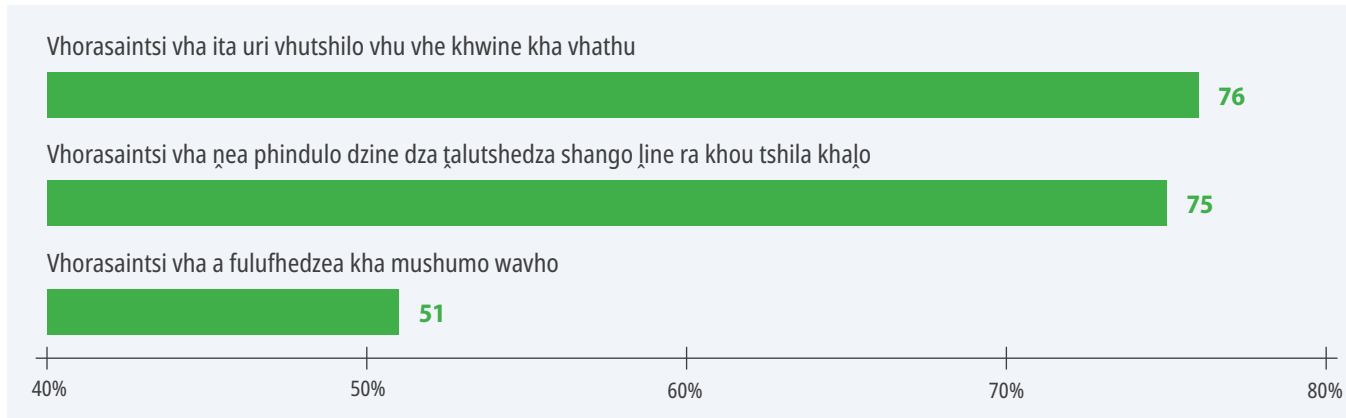 Vhorasaintsi vha ita uri vhutshilo vhu vhe khwine kha vhathu
76
Vhorasaintsi vha ṋea phindulo dzine dza ṱalutshedza shango ḽine ra khou tshila khaḽo
75
Vhorasaintsi vha a fulufhedzea kha mushumo wavho
51
40% 50% 60% 70% 80%